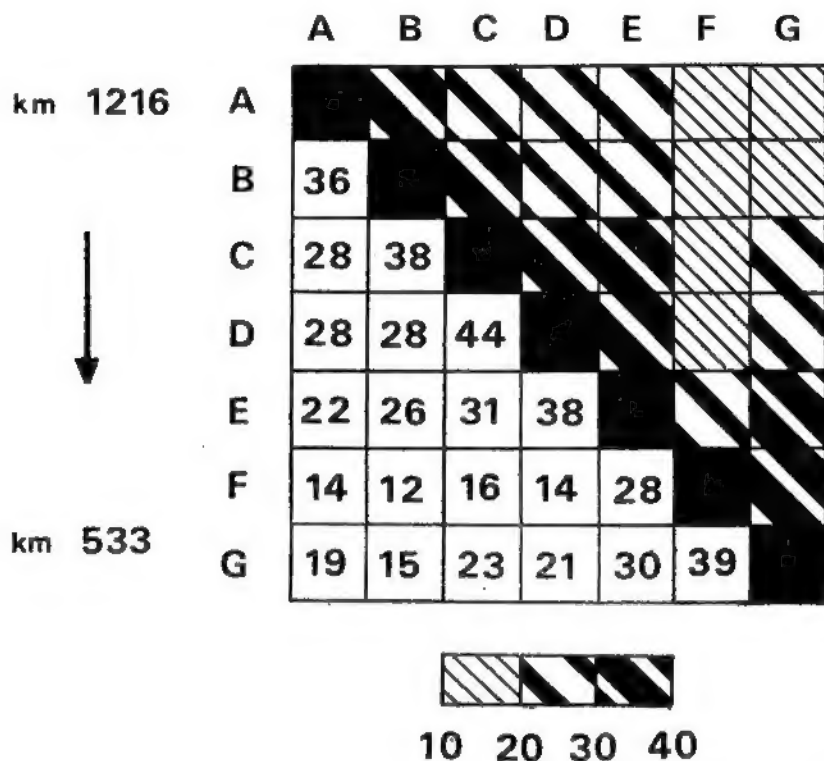 A B C D E F G
km 1216 A
B 36
C 28 38
D 28 28 44
E 22 26 31 38
F 14 12 16 14 28
km 533
G 19 15 23 21 30 39
10 20 30 40